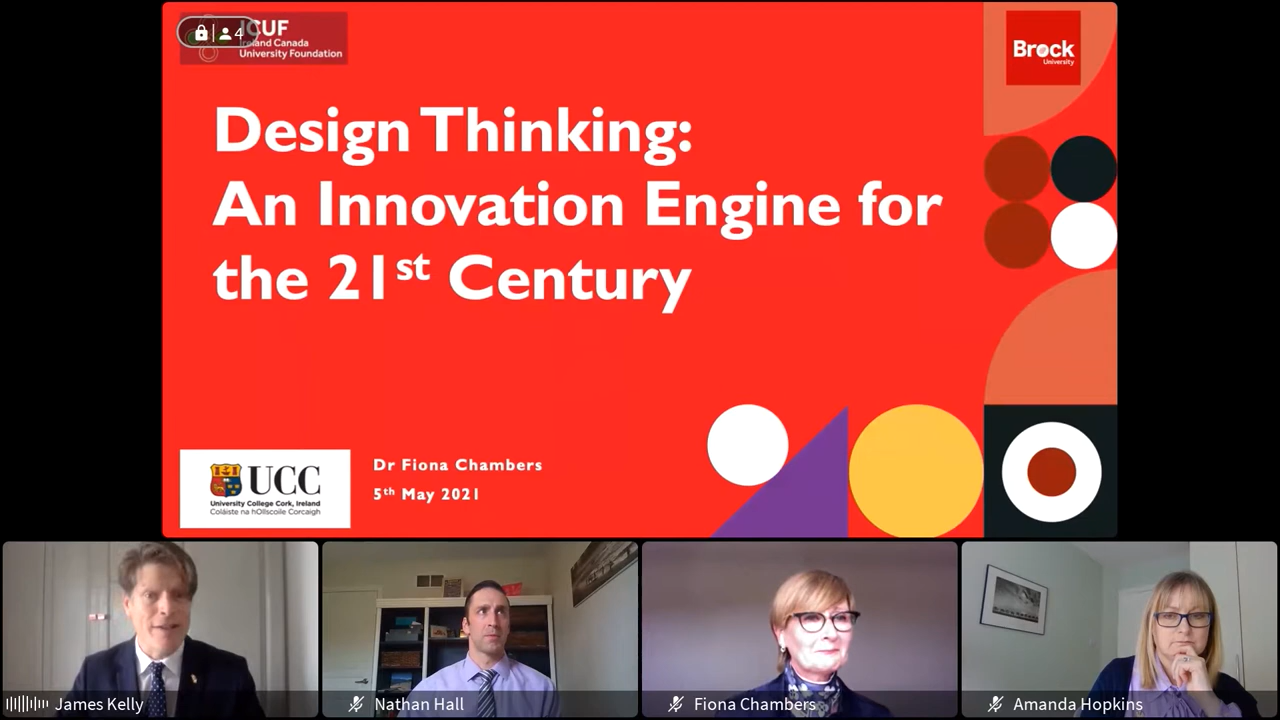 ICUF
Ireland Canada
University Foundation
4
Brock
University
Design Thinking:
An Innovation Engine for
the 21st Century
UCC
University College Cork, Ireland
Coláiste na hOllscoile Corcaigh
Dr Fiona Chambers
5th May 2021
James Kelly
Nathan Hall
Fiona Chambers
Amanda Hopkins